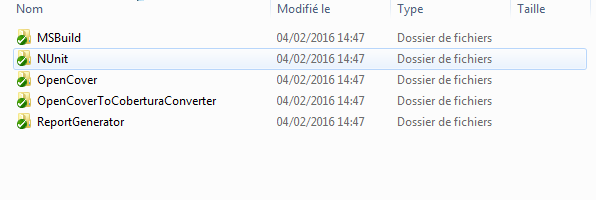 Nom Modifié le Type Taille
MSBuild 04/02/2016 14:47 Dossier de fichiers
NUnit 04/02/2016 14:47 Dossier de fichiers
OpenCover 04/02/2016 14:47 Dossier de fichiers
OpenCoverToCoberturaConverter 04/02/2016 14:47 Dossier de fichiers
ReportGenerator 04/02/2016 14:47 Dossier de fichiers